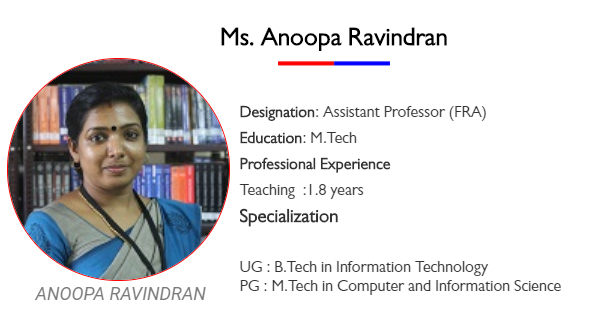 Ms. Anoopa Ravindran
Designation: Assistant Professor (FRA)
Education: M.Tech
Professional Experience
Teaching :1.8 years
Specialization
UG : B.Tech in Information Technology
PG : M.Tech in Computer and Information Science
ANOOPA RAVINDRAN